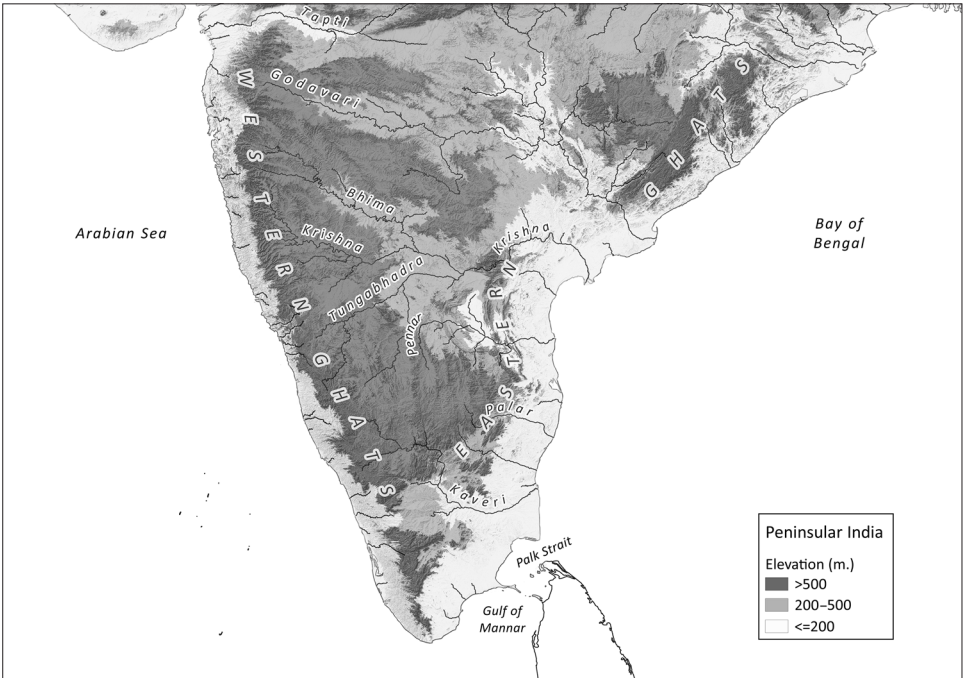 Tapti
Godavari
WESTERN GHATS
Bhima
Krishna
Tungabhadra
Pennar
Krishna
EASTERN GHATS
Palar
Kaveri
Arabian Sea
Bay of
Bengal
Palk Strait
Gulf of
Mannar
Peninsular India
Elevation (m.)
>500
200–500
<=200